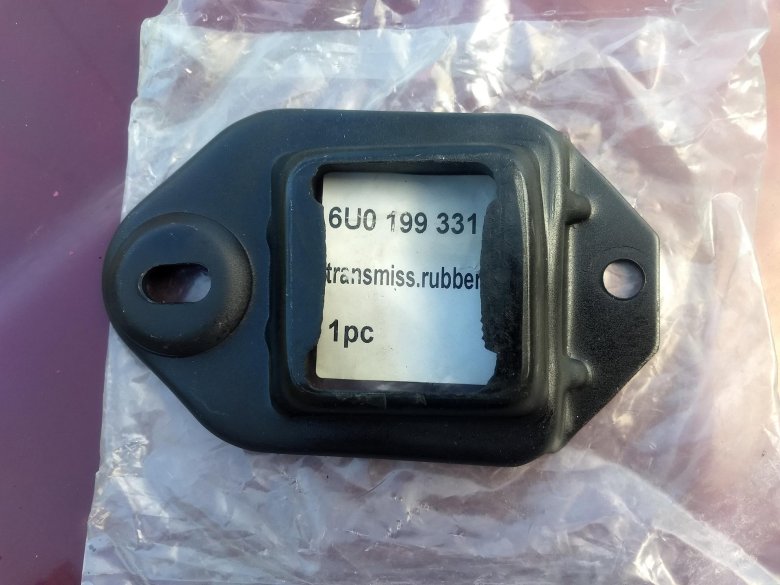 6U0 199 331
transmiss.rubber
1pc